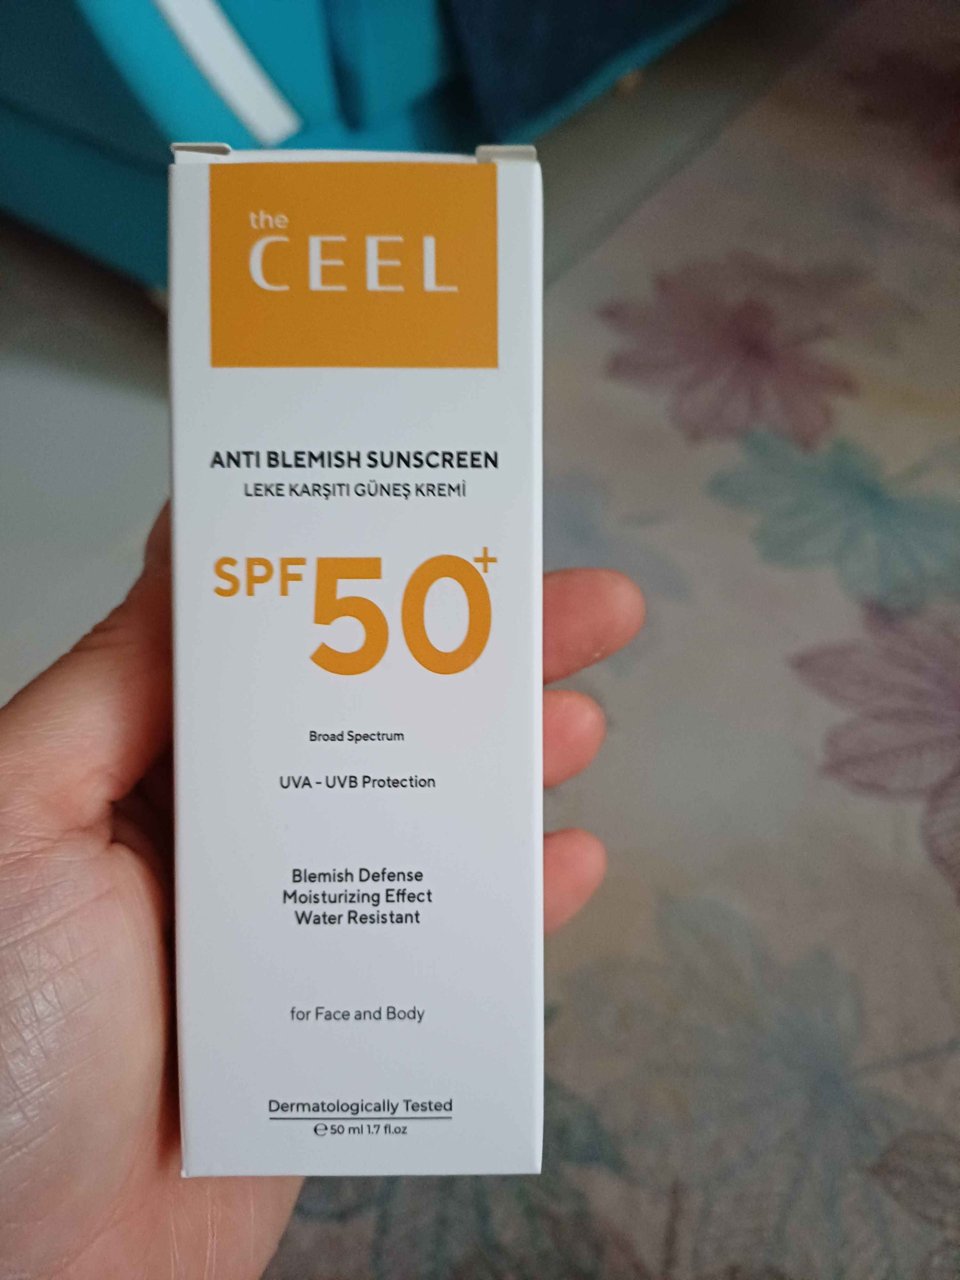 the
CEEL
ANTI BLEMISH SUNSCREEN
LEKE KARŞITI GÜNEŞ KREMİ
SPF 50+
Broad Spectrum
UVA - UVB Protection
Blemish Defense
Moisturizing Effect
Water Resistant
for Face and Body
Dermatologically Tested
℮ 50 ml 1.7 fl.oz